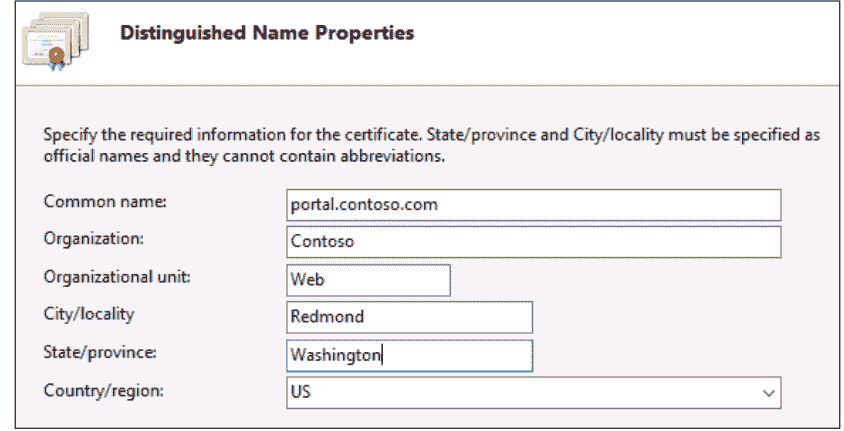 Distinguished Name Properties
Specify the required information for the certificate. State/province and City/locality must be specified as
official names and they cannot contain abbreviations.
Common name: portal.contoso.com
Organization: Contoso
Organizational unit: Web
City/locality Redmond
State/province: Washington
Country/region: US